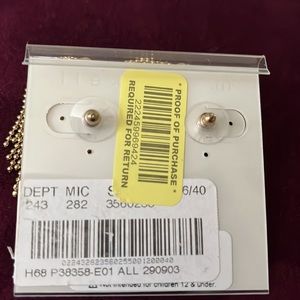 * PROOF OF PURCHASE *
222459969424
REQUIRED FOR RETURN
DEPT MIC
243 282
H68 P38358-E01 ALL 290903
Not intended for children 12 & under.